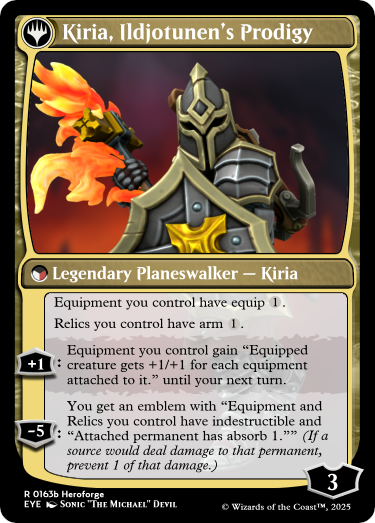 Kiria, Ildjotunen's Prodigy
Legendary Planeswalker — Kiria
Equipment you control have equip 1.
Relics you control have arm 1.
+1: Equipment you control gain “Equipped
creature gets +1/+1 for each equipment
attached to it.” until your next turn.
-5: You get an emblem with “Equipment and
Relics you control have indestructible and
“Attached permanent has absorb 1.”” (If a
source would deal damage to that permanent,
prevent 1 of that damage.)
3
R 0163b Heroforge
EYE Sonic "The Michael" Devil
© Wizards of the Coast™, 2025